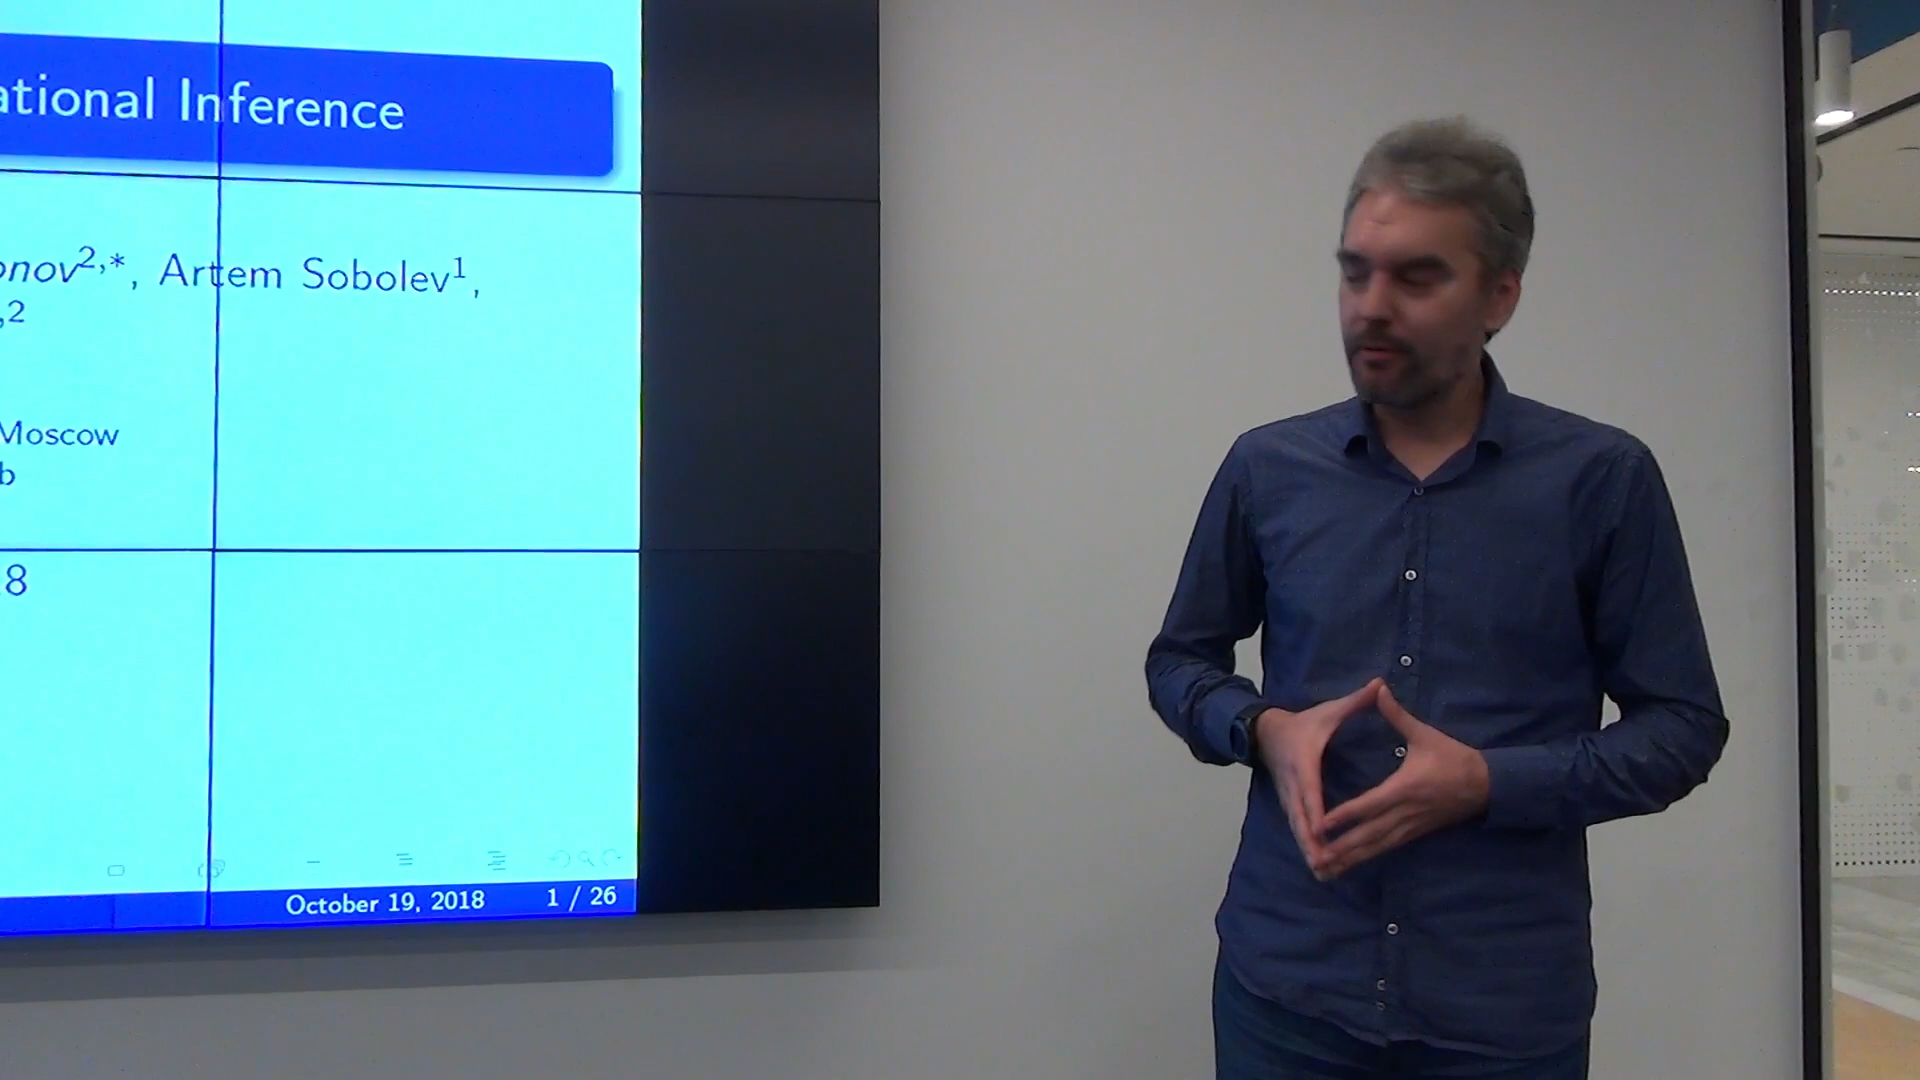 ational Inference
onov2,*, Artem Sobolev1,
,2
Moscow
b
8
October 19, 2018 1 / 26